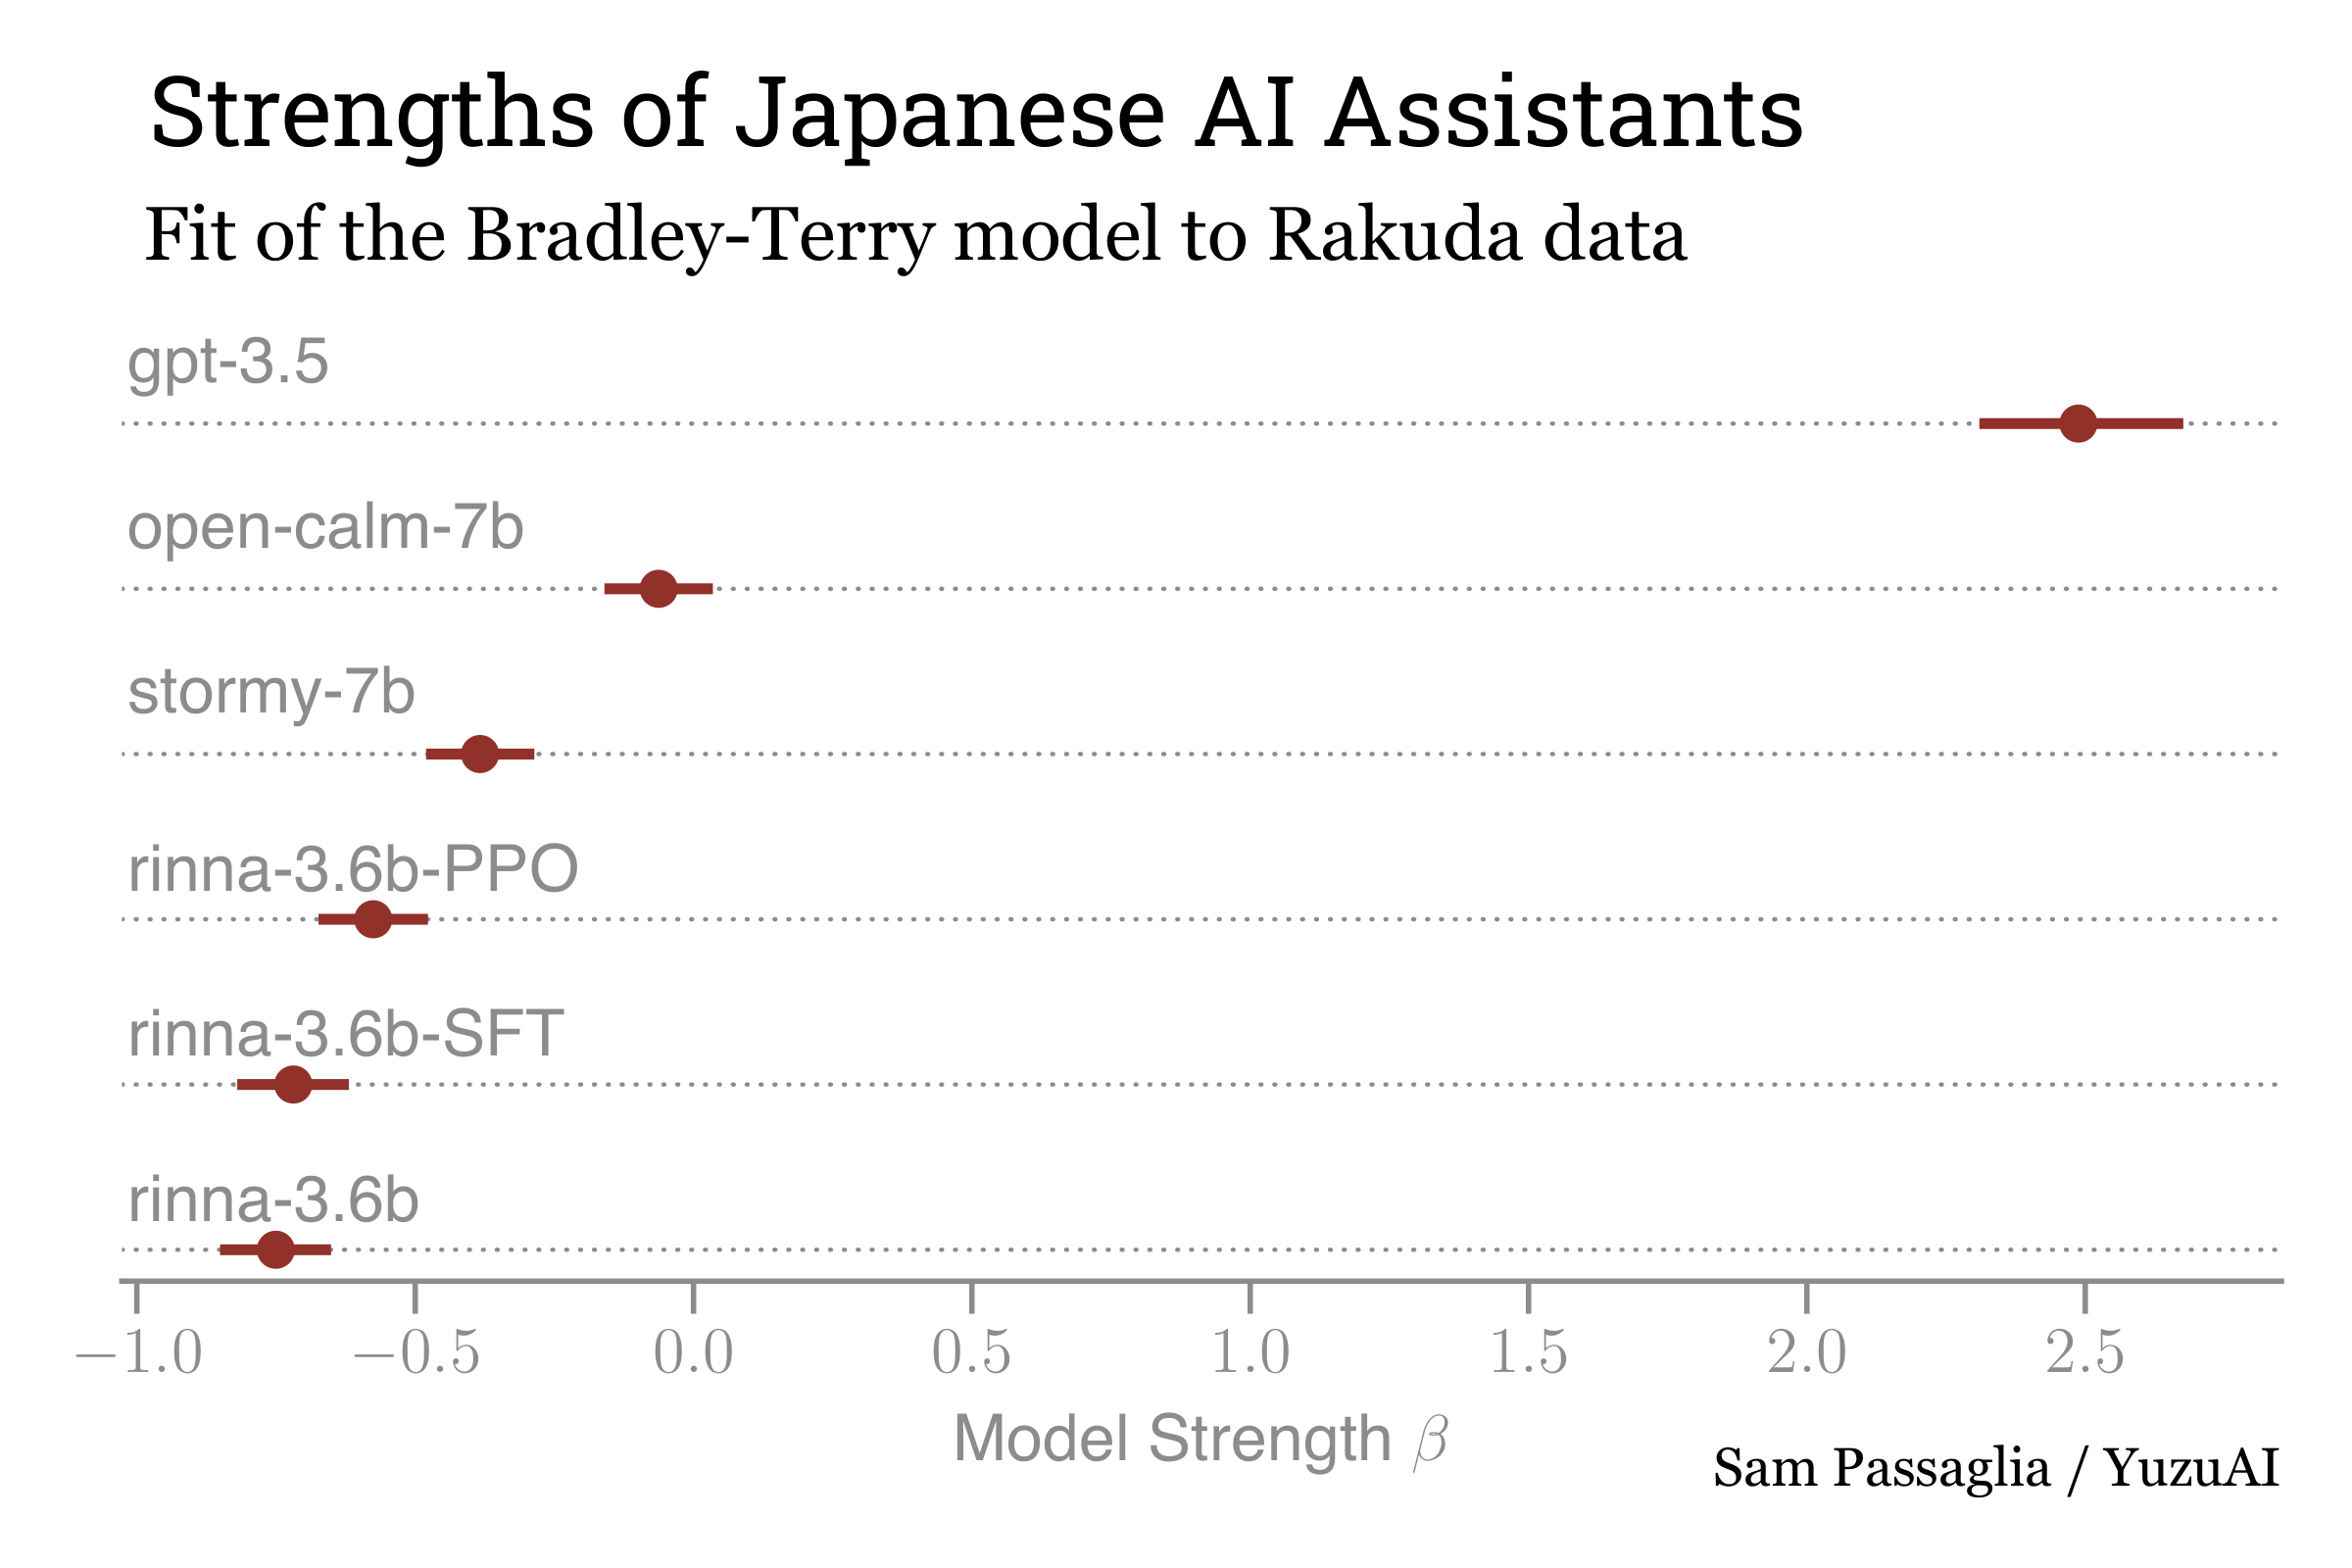 Strengths of Japanese AI Assistants
Fit of the Bradley-Terry model to Rakuda data
gpt-3.5
open-calm-7b
stormy-7b
rinna-3.6b-PPO
rinna-3.6b-SFT
rinna-3.6b
−1.0 −0.5 0.0 0.5 1.0 1.5 2.0 2.5
Model Strength β
Sam Passaglia / YuzuAI